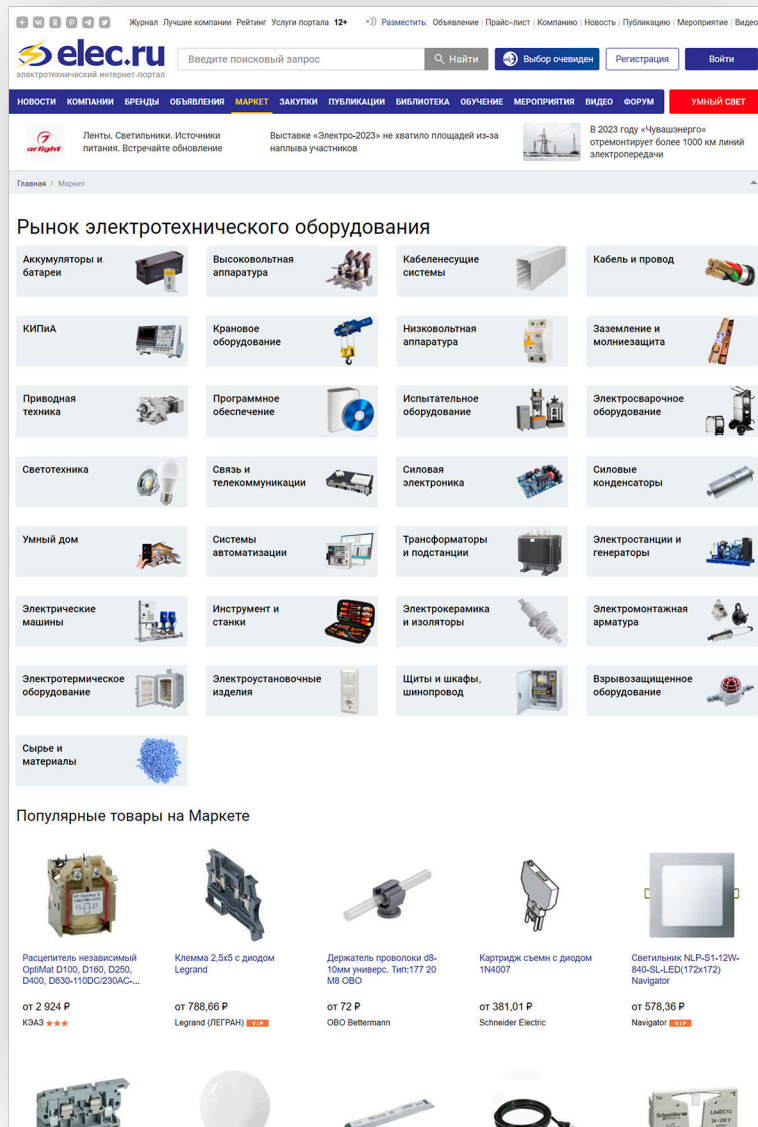 Журнал Лучшие компании Рейтинг Услуги портала 12+ Разместить: Объявление | Прайс-лист | Компанию | Новость | Публикацию | Мероприятие | Видео
elec.ru
электротехнический интернет-портал
Введите поисковый запрос
Найти
Выбор очевиден
Регистрация
Войти
НОВОСТИ КОМПАНИИ БРЕНДЫ ОБЪЯВЛЕНИЯ МАРКЕТ ЗАКУПКИ ПУБЛИКАЦИИ БИБЛИОТЕКА ОБУЧЕНИЕ МЕРОПРИЯТИЯ ВИДЕО ФОРУМ УМНЫЙ СВЕТ
arlight
Ленты. Светильники. Источники
питания. Встречайте обновление
Выставке «Электро-2023» не хватило площадей из-за
наплыва участников
В 2023 году «Чувашэнерго»
отремонтирует более 1000 км линий
электропередачи
Главная / Маркет
Рынок электротехнического оборудования
Аккумуляторы и
батареи
Высоковольтная
аппаратура
Кабеленесущие
системы
Кабель и провод
КИПиА
Крановое
оборудование
Низковольтная
аппаратура
Заземление и
молниезащита
Приводная
техника
Программное
обеспечение
Испытательное
оборудование
Электросварочное
оборудование
Светотехника
Связь и
телекоммуникации
Силовая
электроника
Силовые
конденсаторы
Умный дом
Системы
автоматизации
Трансформаторы
и подстанции
Электростанции и
генераторы
Электрические
машины
Инструмент и
станки
Электрокерамика
и изоляторы
Электромонтажная
арматура
Электротермическое
оборудование
Электроустановочные
изделия
Щиты и шкафы,
шинопровод
Взрывозащищенное
оборудование
Сырье и
материалы
Популярные товары на Маркете
Расцепитель независимый
OptiMat D100, D160, D250,
D400, D630-110DC/230AC-...
от 2 924 ₽
КЭАЗ ★★★
Клемма 2,5x5 с диодом
Legrand
от 788,66 ₽
Legrand (ЛЕГРАН) VIP
Держатель проволоки d8-
10мм универс. Тип:177 20
M8 OBO
от 72 ₽
OBO Bettermann
Картридж съемн с диодом
1N4007
от 381,01 ₽
Schneider Electric
Светильник NLP-S1-12W-
840-SL-LED(172x172)
Navigator
от 578,36 ₽
Navigator VIP
Schneider
LA4DC1U
24 - 250 V